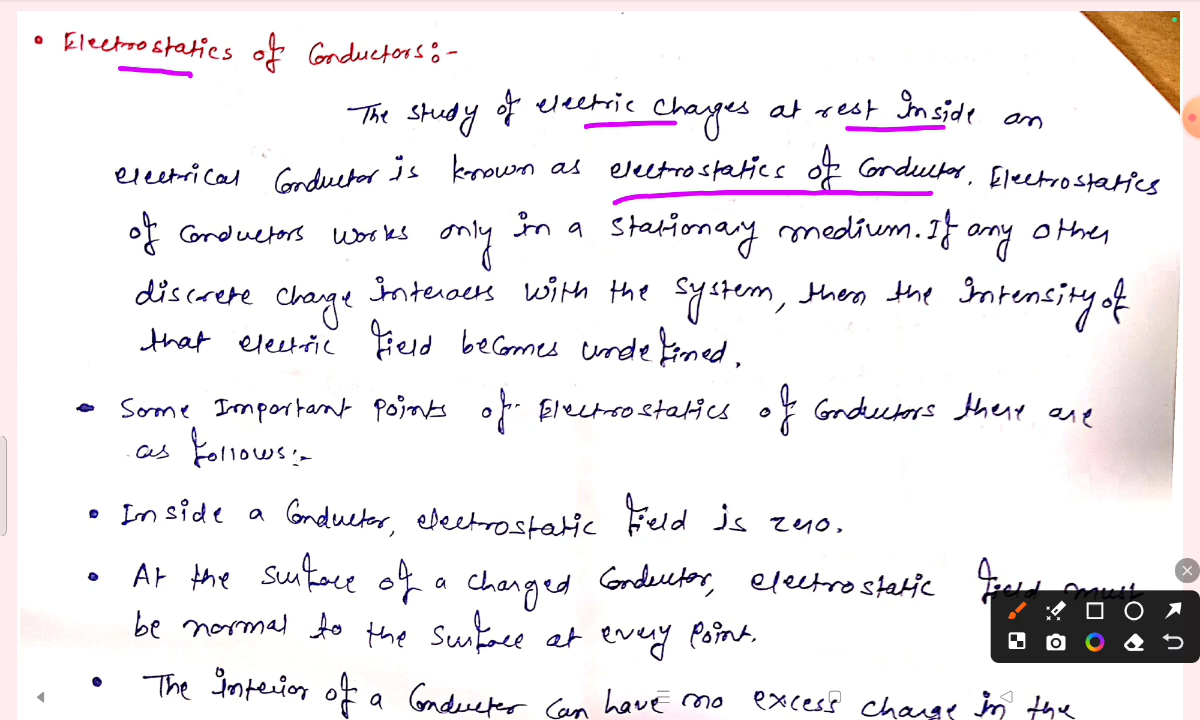 • Electrostatics of Conductors:-
The study of electric charges at rest Inside an
electrical Conductor is known as electrostatics of Conductor. Electrostatics
of Conductors works only in a stationary medium. If any other
discrete charge interacts with the system, then the intensity of
that electric field becomes undefined.
- Some Important Points of Electrostatics of Conductors there are
as follows:-
• Inside a Conductor, electrostatic field is zero.
• At the surface of a charged Conductor, electrostatic field must
be normal to the surface at every point.
• The interior of a Conductor can have no excess charge in the